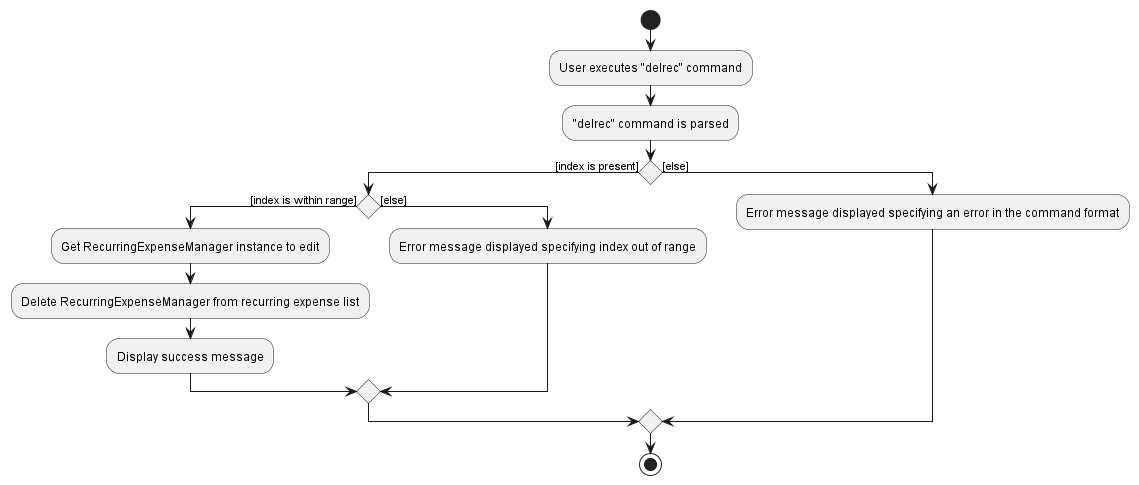 User executes "delrec" command
"delrec" command is parsed
[index is present]
[else]
[index is within range]
[else]
Error message displayed specifying an error in the command format
Get RecurringExpenseManager instance to edit
Error message displayed specifying index out of range
Delete RecurringExpenseManager from recurring expense list
Display success message